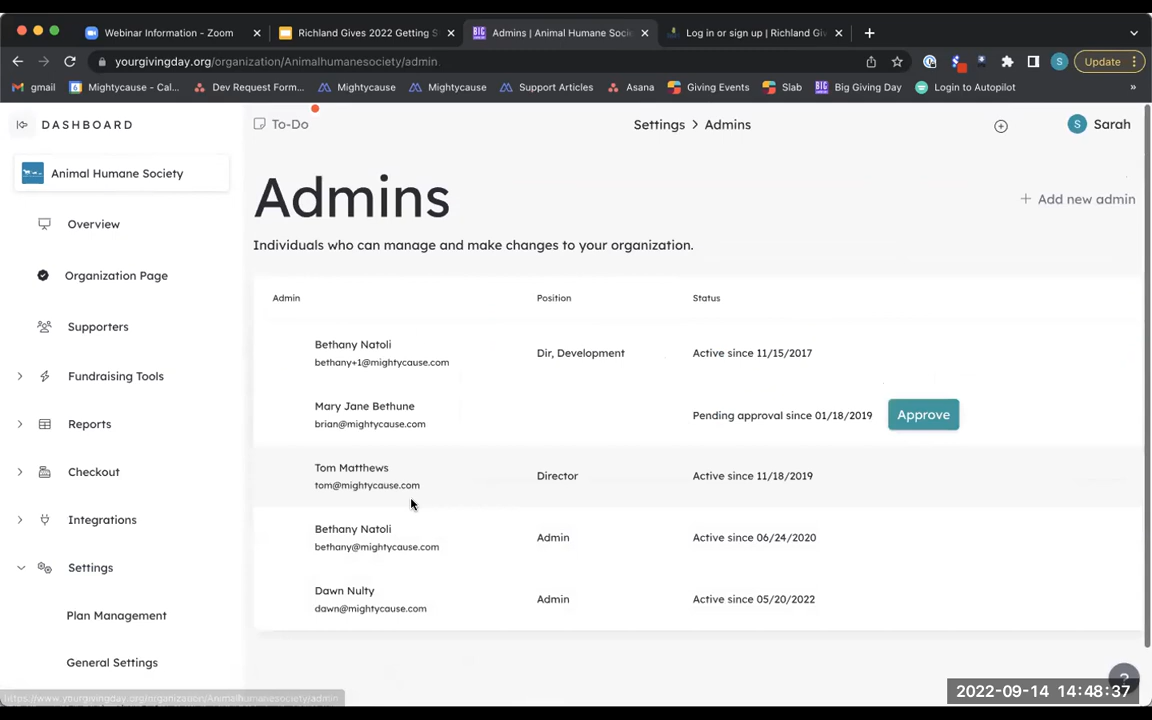 Webinar Information - Zoom
Richland Gives 2022 Getting S
Admins | Animal Humane Socie
Log in or sign up | Richland Giv
yourgivingday.org/organization/Animalhumanesociety/admin
S
Update
gmail
Mightycause - Cal...
Dev Request Form...
Mightycause
Mightycause
Support Articles
Asana
Giving Events
Slab
BIG
Big Giving Day
Login to Autopilot
»
DASHBOARD
To-Do
Settings > Admins
S
Sarah
Animal Humane Society
Admins
+ Add new admin
Overview
Individuals who can manage and make changes to your organization.
Organization Page
Admin
Position
Status
Supporters
Bethany Natoli
bethany+1@mightycause.com
Dir, Development
Active since 11/15/2017
Fundraising Tools
Mary Jane Bethune
brian@mightycause.com
Pending approval since 01/18/2019
Approve
Reports
Tom Matthews
tom@mightycause.com
Director
Active since 11/18/2019
Checkout
Bethany Natoli
bethany@mightycause.com
Admin
Active since 06/24/2020
Integrations
Settings
Dawn Nulty
dawn@mightycause.com
Admin
Active since 05/20/2022
Plan Management
General Settings
?
https://www.yourgivingday.org/organization/Animalhumanesociety/admin
2022-09-14 14:48:37